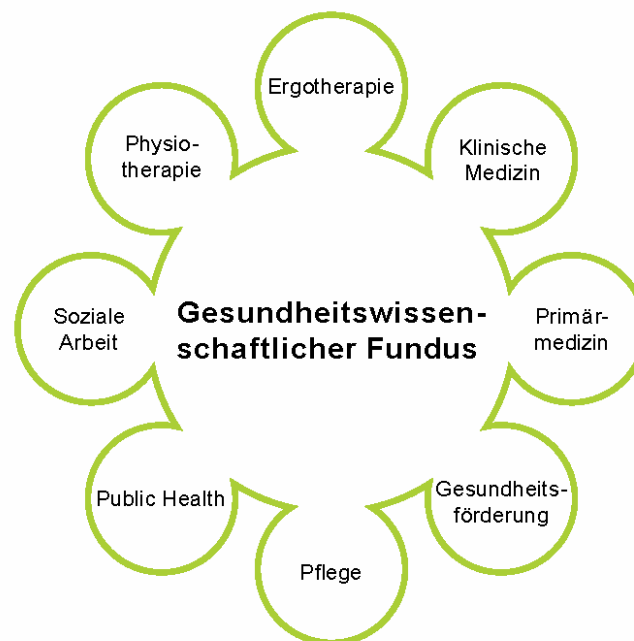 Ergotherapie
Physio-
therapie
Klinische
Medizin
Soziale
Arbeit
Gesundheitswissen-
schaftlicher Fundus
Primär-
medizin
Public Health
Gesundheits-
förderung
Pflege